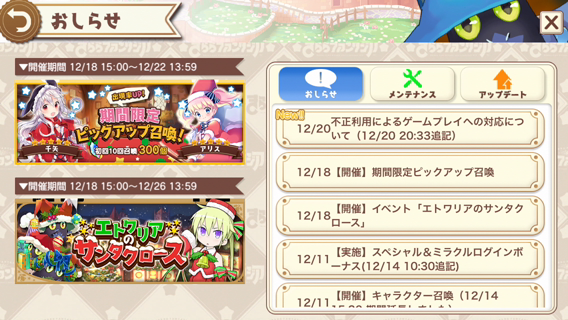 おしらせ
▼開催期間 12/18 15:00〜12/22 13:59
出現率UP!
期間限定
ピックアップ召喚!
初回10回召喚 300個
千矢
アリス
▼開催期間 12/18 15:00〜12/26 13:59
エトワリア
の
サンタクロース
おしらせ
メンテナンス
アップデート
New!!
12/20 不正利用によるゲームプレイへの対応につ
いて（12/20 20:33追記)
12/18【開催】期間限定ピックアップ召喚
12/18【開催】イベント「エトワリアのサンタク
ロース」
12/11【実施】スペシャル＆ミラクルログインボ
ーナス(12/14 10:30追記)
12/11【開催】キャラクター召喚（12/14